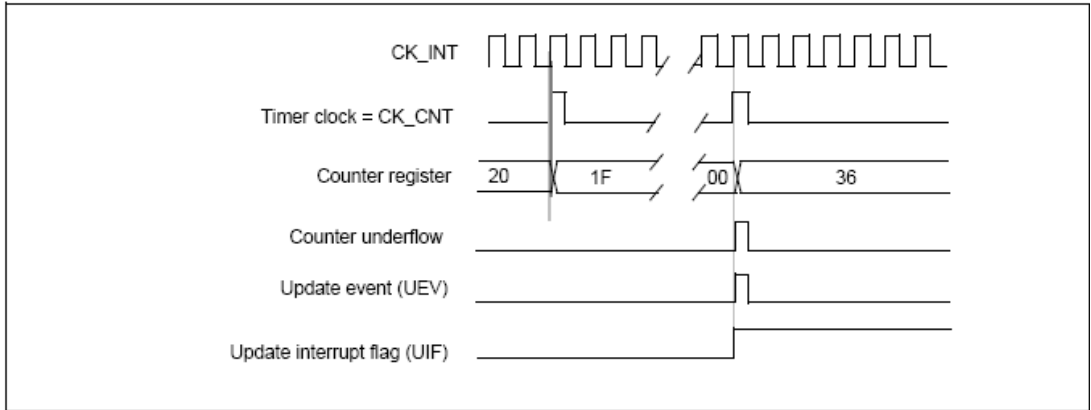 CK_INT
Timer clock = CK_CNT
Counter register 20 1F 00 36
Counter underflow
Update event (UEV)
Update interrupt flag (UIF)